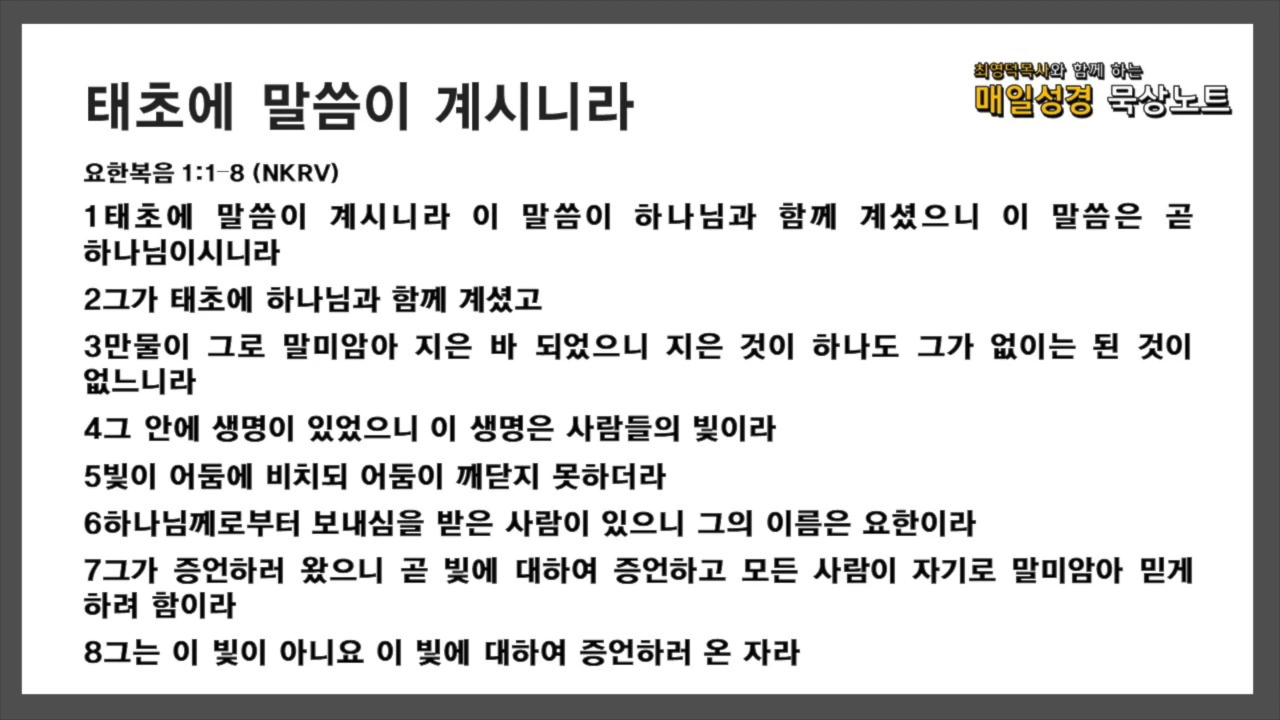 태초에 말씀이 계시니라
최영덕목사와 함께 하는
매일성경 묵상노트
요한복음 1:1-8 (NKRV)
1태초에 말씀이 계시니라 이 말씀이 하나님과 함께 계셨으니 이 말씀은 곧
하나님이시니라
2그가 태초에 하나님과 함께 계셨고
3만물이 그로 말미암아 지은 바 되었으니 지은 것이 하나도 그가 없이는 된 것이
없느니라
4그 안에 생명이 있었으니 이 생명은 사람들의 빛이라
5빛이 어둠에 비치되 어둠이 깨닫지 못하더라
6하나님께로부터 보내심을 받은 사람이 있으니 그의 이름은 요한이라
7그가 증언하러 왔으니 곧 빛에 대하여 증언하고 모든 사람이 자기로 말미암아 믿게
하려 함이라
8그는 이 빛이 아니요 이 빛에 대하여 증언하러 온 자라